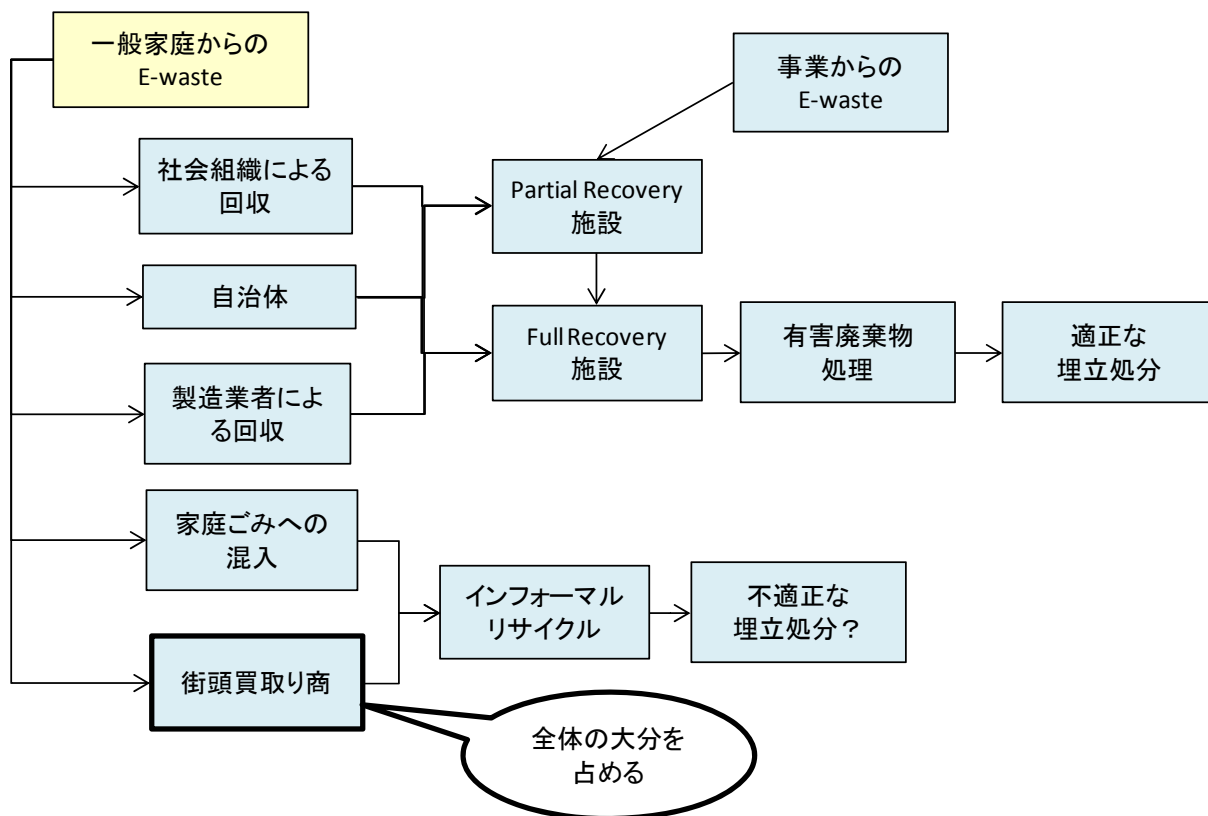 一般家庭からの
E-waste
事業からの
E-waste
社会組織による
回収
Partial Recovery
施設
自治体
Full Recovery
施設
有害廃棄物
処理
適正な
埋立処分
製造業者によ
る回収
家庭ごみへの
混入
インフォーマル
リサイクル
不適正な
埋立処分？
街頭買取り商
全体の大分を
占める